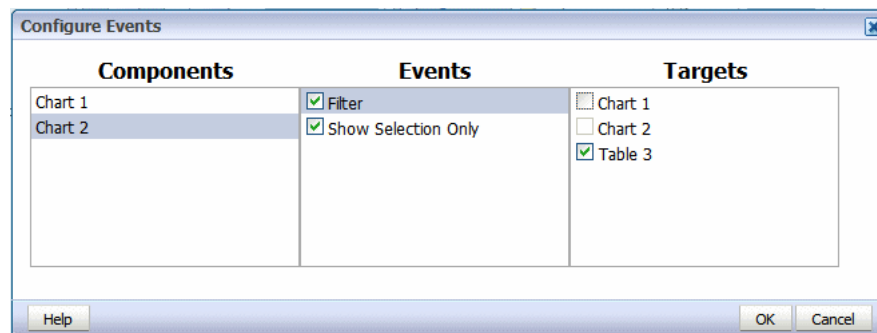 Configure Events
Components Events Targets
Chart 1 Filter Chart 1
Chart 2 Show Selection Only Chart 2
Table 3
Help OK Cancel